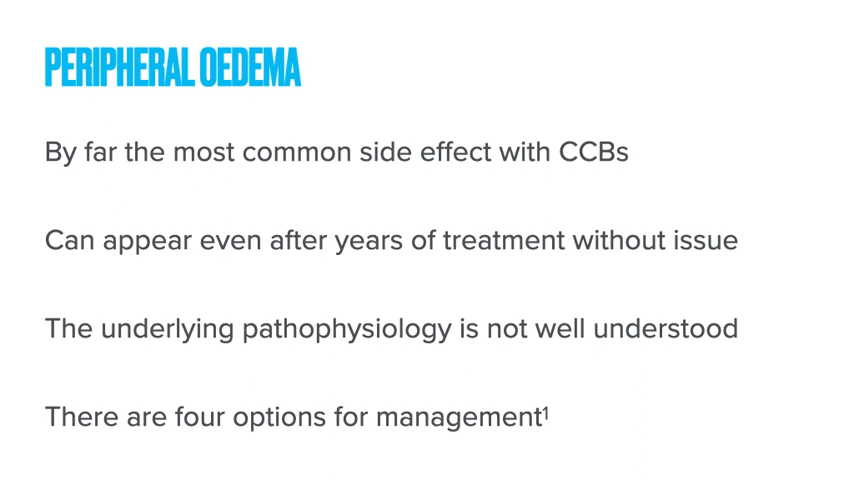 PERIPHERAL OEDEMA
By far the most common side effect with CCBs
Can appear even after years of treatment without issue
The underlying pathophysiology is not well understood
There are four options for management¹